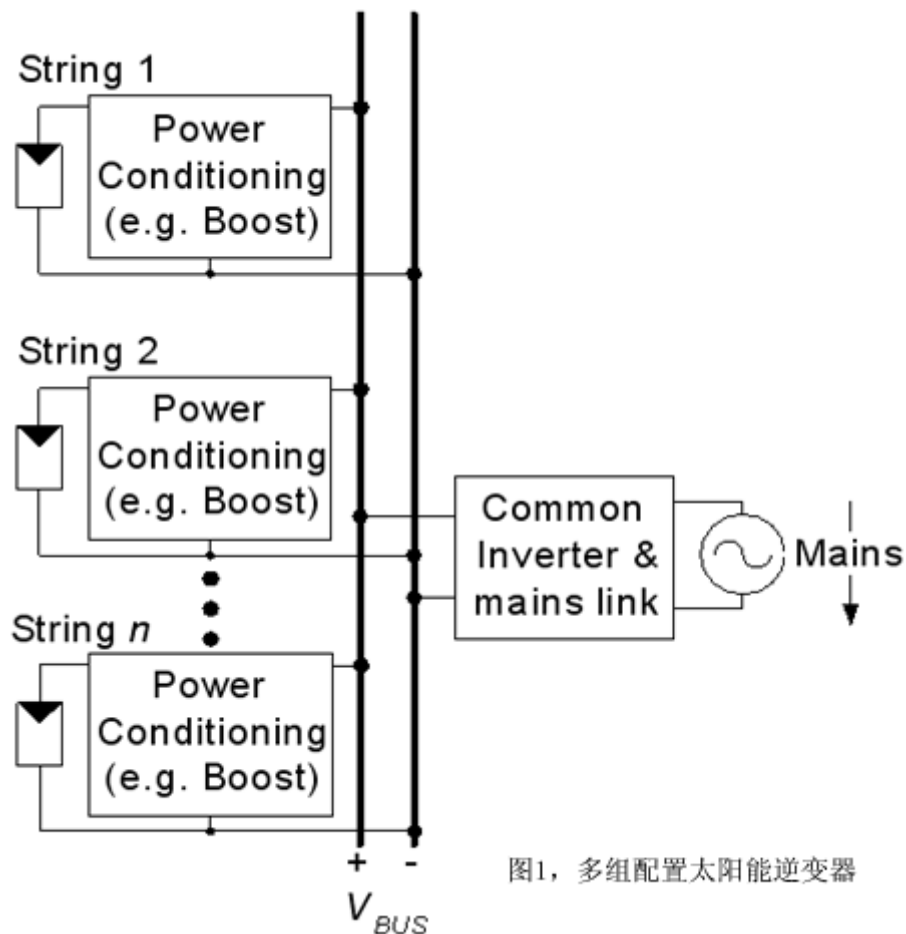 String 1
Power
Conditioning
(e.g. Boost)
String 2
Power
Conditioning
(e.g. Boost)
Common
Inverter &
mains link
Mains
String n
Power
Conditioning
(e.g. Boost)
+ -
V BUS
图1，多组配置太阳能逆变器